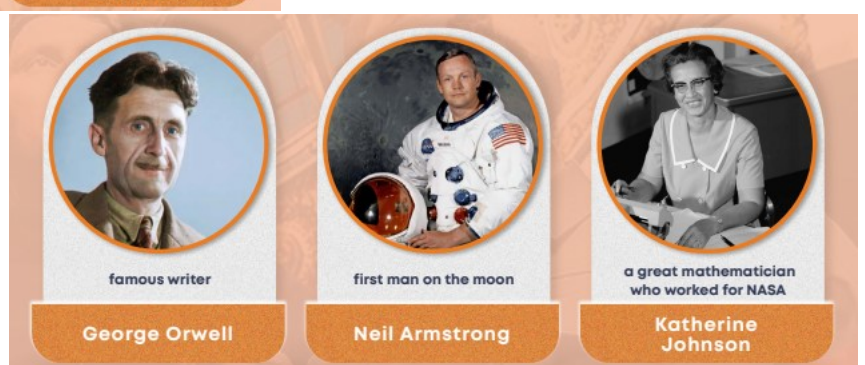 famous writer
George Orwell
first man on the moon
Neil Armstrong
a great mathematician
who worked for NASA
Katherine
Johnson